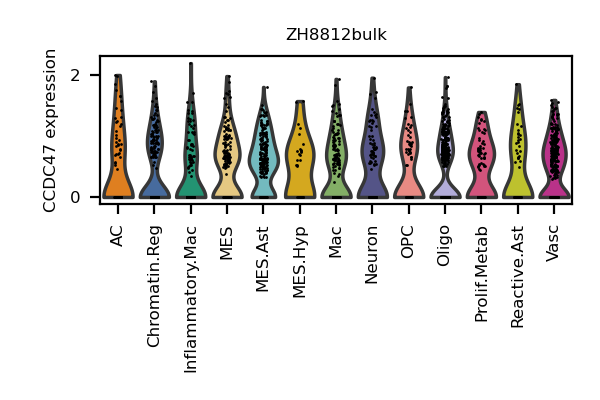 ZH8812bulk
CCDC47 expression
2
0
AC
Chromatin.Reg
Inflammatory.Mac
MES
MES.Ast
MES.Hyp
Mac
Neuron
OPC
Oligo
Prolif.Metab
Reactive.Ast
Vasc